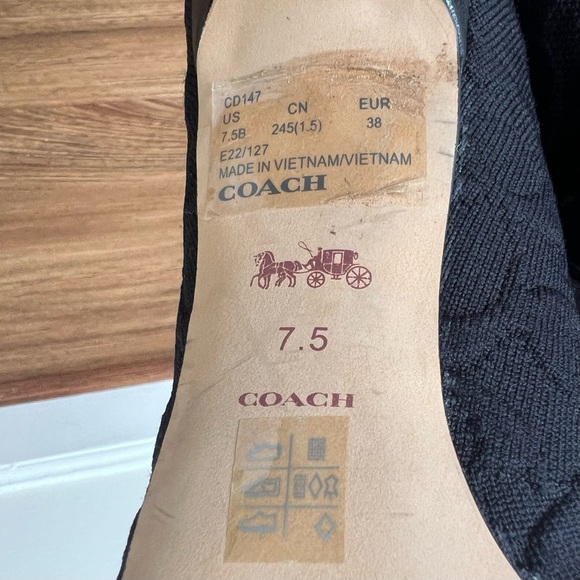 CD147
US CN EUR
7.5B 245(1.5) 38
E22/127
MADE IN VIETNAM/VIETNAM
COACH
7.5
COACH